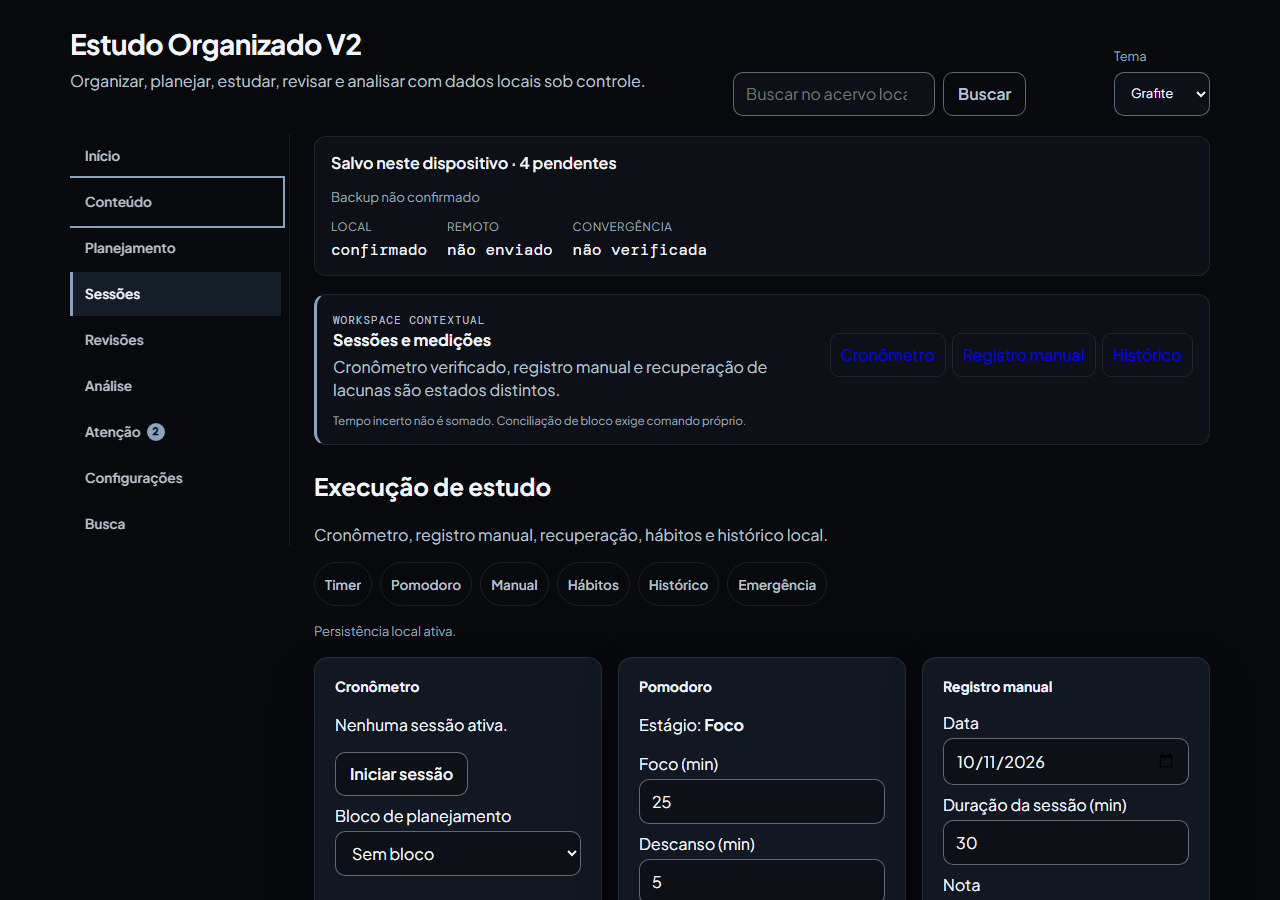 Estudo Organizado V2
Organizar, planejar, estudar, revisar e analisar com dados locais sob controle.
Buscar no acervo loca
Buscar
Tema
Grafite
Início
Conteúdo
Planejamento
Sessões
Revisões
Análise
Atenção 2
Configurações
Busca
Salvo neste dispositivo · 4 pendentes
Backup não confirmado
LOCAL REMOTO CONVERGÊNCIA
confirmado não enviado não verificada
WORKSPACE CONTEXTUAL
Sessões e medições
Cronômetro verificado, registro manual e recuperação de
lacunas são estados distintos.
Tempo incerto não é somado. Conciliação de bloco exige comando próprio.
Cronômetro Registro manual Histórico
Execução de estudo
Cronômetro, registro manual, recuperação, hábitos e histórico local.
Timer Pomodoro Manual Hábitos Histórico Emergência
Persistência local ativa.
Cronômetro
Nenhuma sessão ativa.
Iniciar sessão
Bloco de planejamento
Sem bloco
Pomodoro
Estágio: Foco
Foco (min)
25
Descanso (min)
5
Registro manual
Data
10/11/2026
Duração da sessão (min)
30
Nota